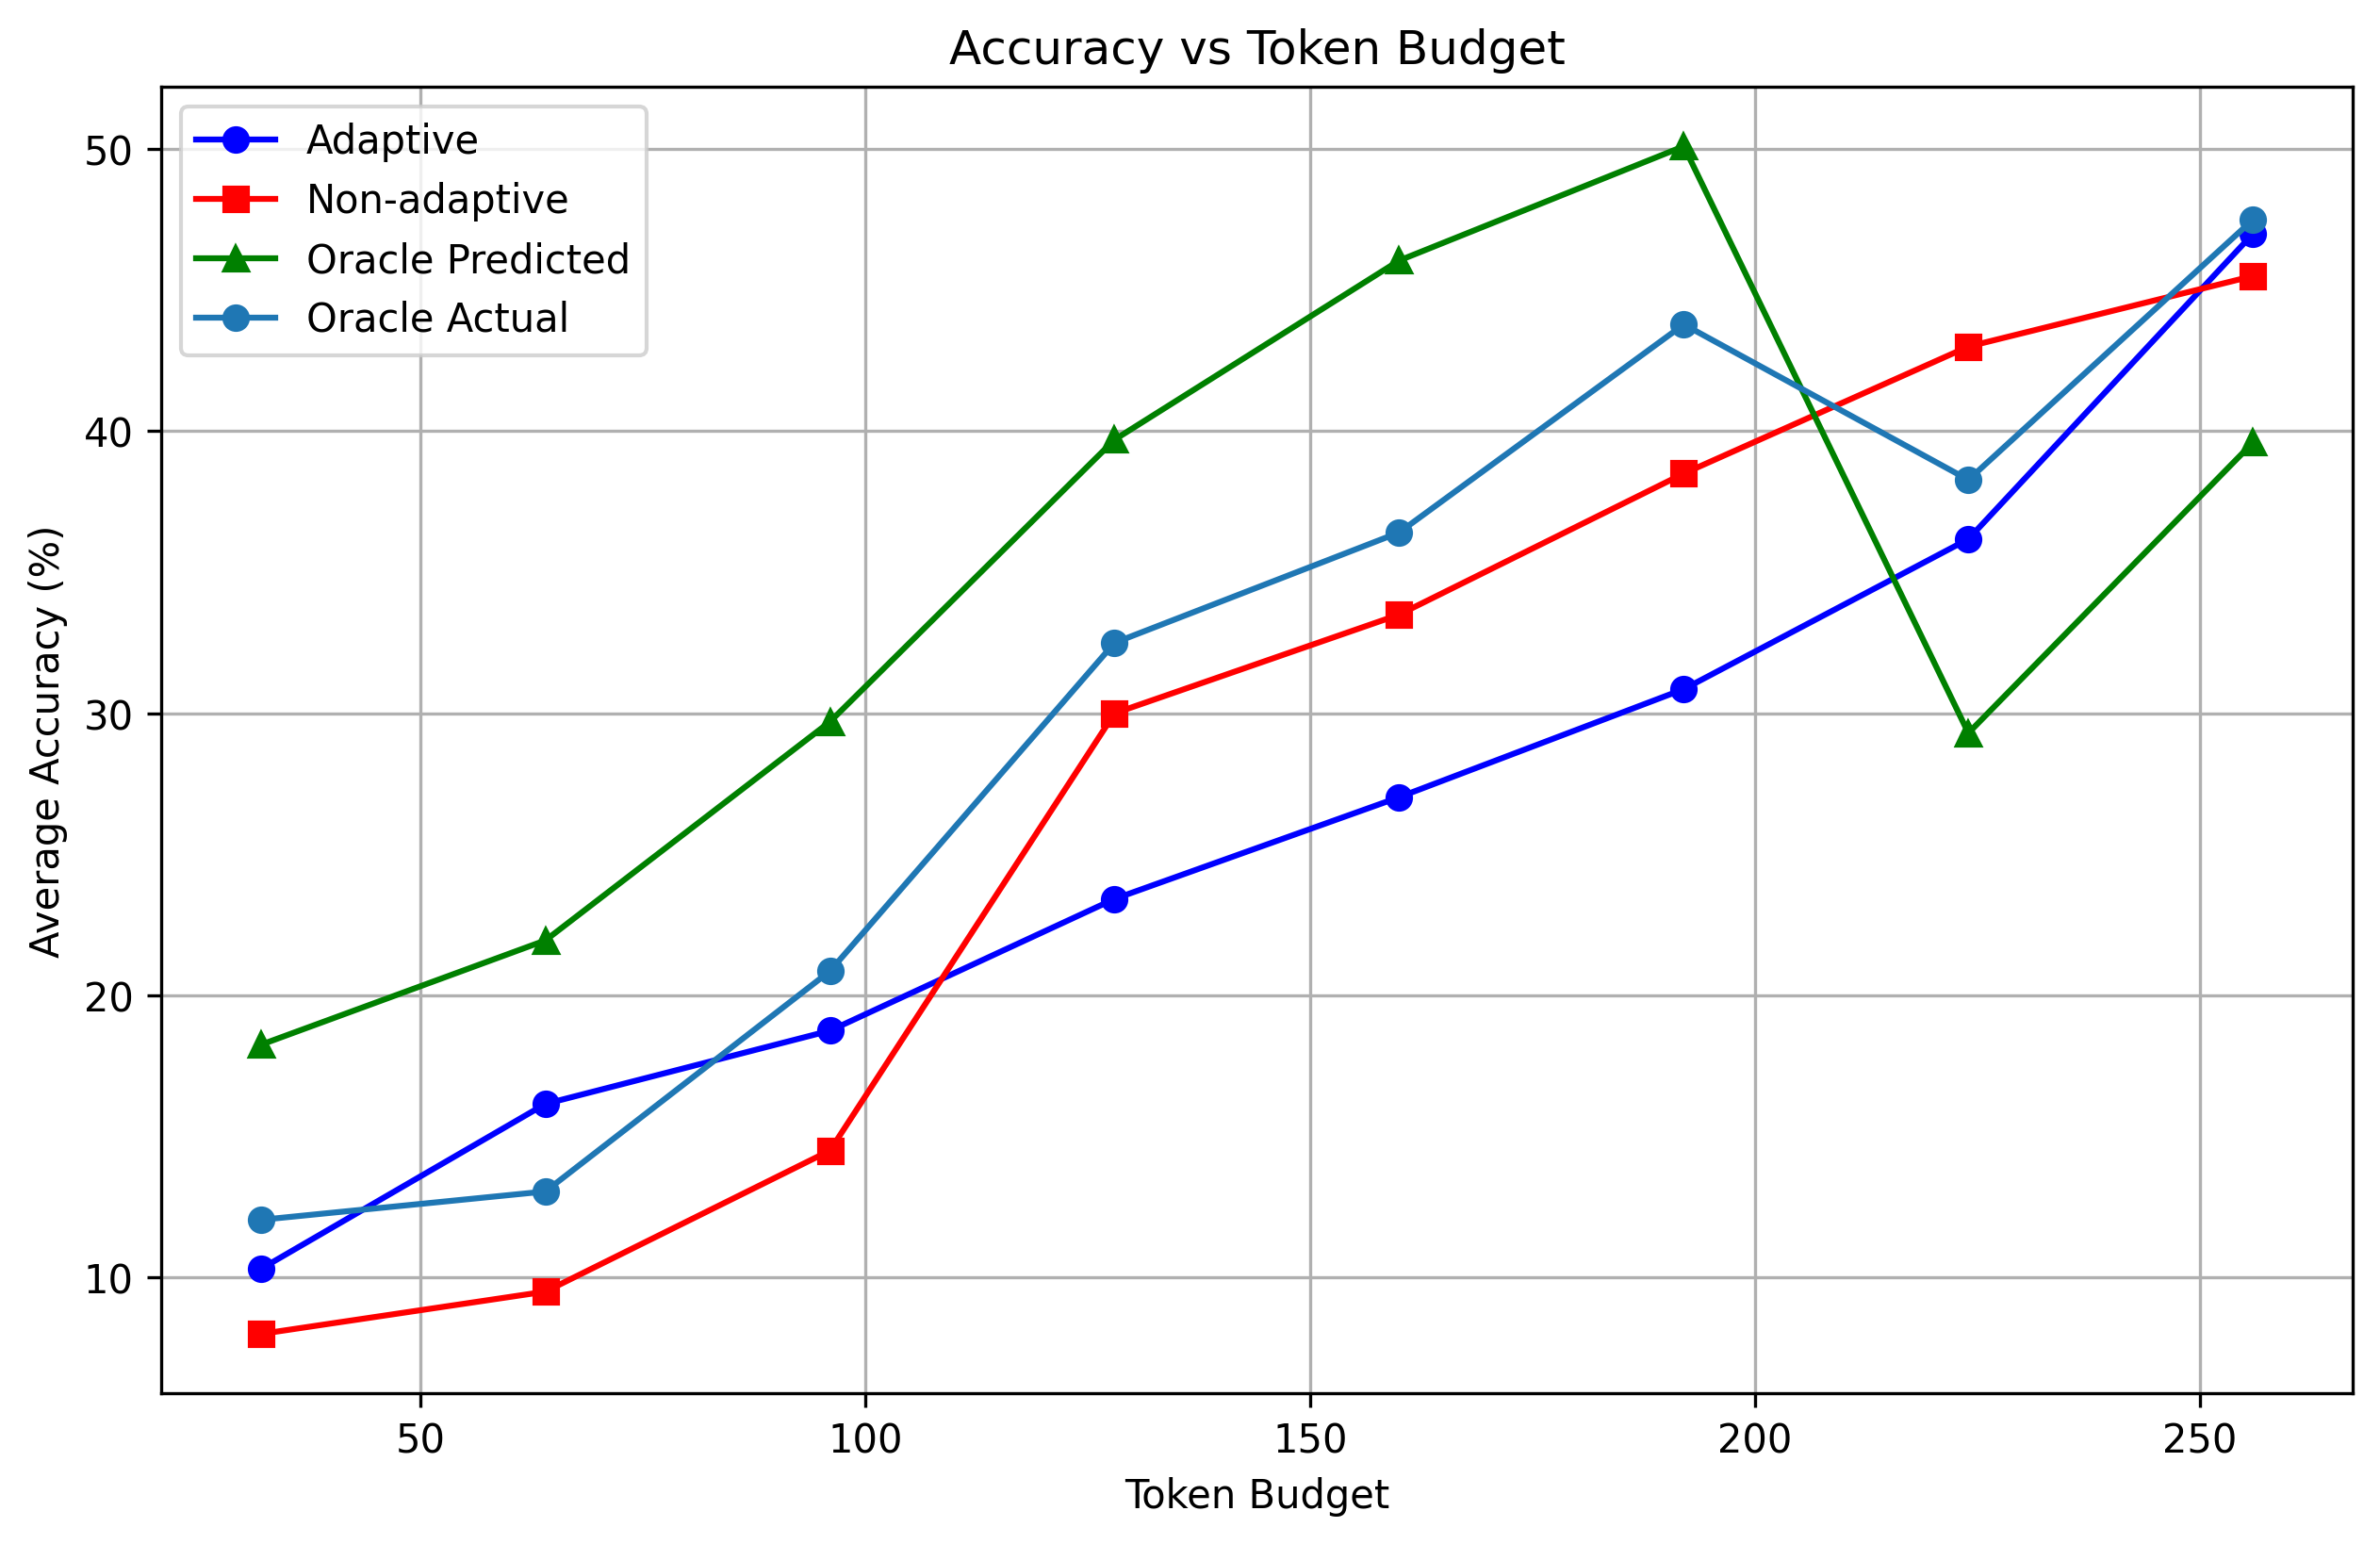 Accuracy vs Token Budget
Adaptive
Non-adaptive
Oracle Predicted
Oracle Actual
50
40
30
20
10
Average Accuracy (%)
50 100 150 200 250
Token Budget